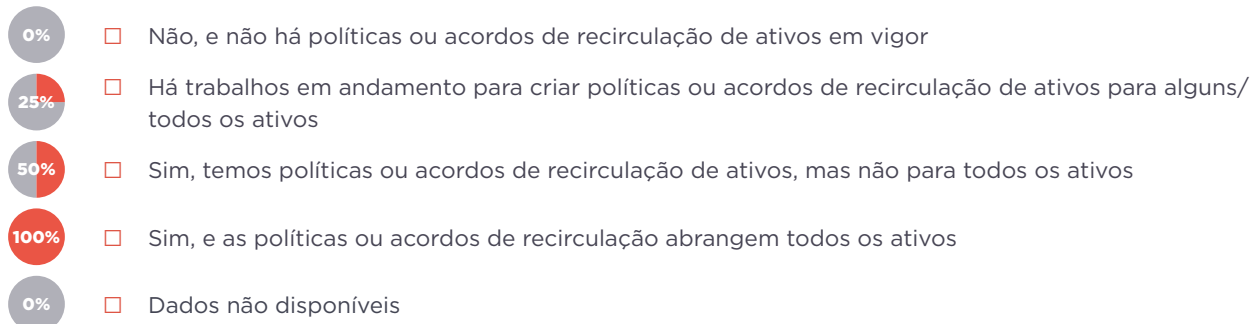 0% ☐ Não, e não há políticas ou acordos de recirculação de ativos em vigor
25% ☐ Há trabalhos em andamento para criar políticas ou acordos de recirculação de ativos para alguns/
todos os ativos
50% ☐ Sim, temos políticas ou acordos de recirculação de ativos, mas não para todos os ativos
100% ☐ Sim, e as políticas ou acordos de recirculação abrangem todos os ativos
0% ☐ Dados não disponíveis